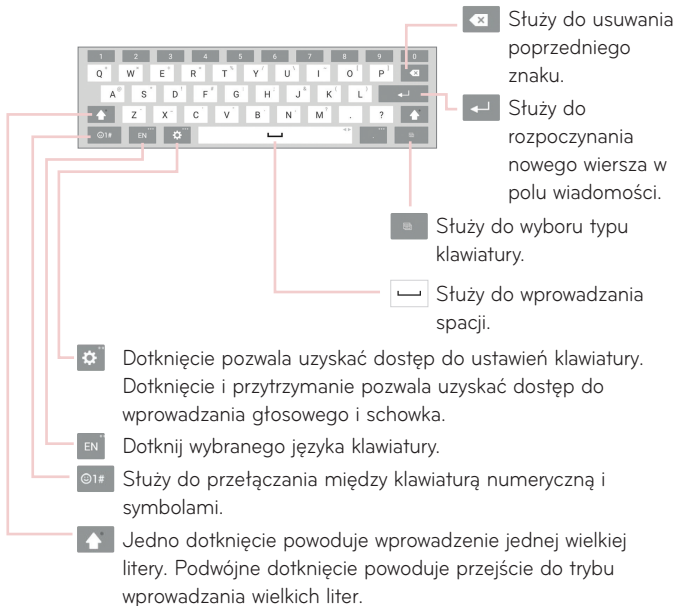 Służy do usuwania
poprzedniego
znaku.
1 2 3 4 5 6 7 8 9 0
Q W E R T Y U I O P
A S D F G H J K L
Z X C V B N M . ?
☺1# EN
Służy do
rozpoczynania
nowego wiersza w
polu wiadomości.
Służy do wyboru typu
klawiatury.
Służy do wprowadzania
spacji.
Dotknięcie pozwala uzyskać dostęp do ustawień klawiatury.
Dotknięcie i przytrzymanie pozwala uzyskać dostęp do
wprowadzania głosowego i schowka.
EN Dotknij wybranego języka klawiatury.
☺1# Służy do przełączania między klawiaturą numeryczną i
symbolami.
Jedno dotknięcie powoduje wprowadzenie jednej wielkiej
litery. Podwójne dotknięcie powoduje przejście do trybu
wprowadzania wielkich liter.